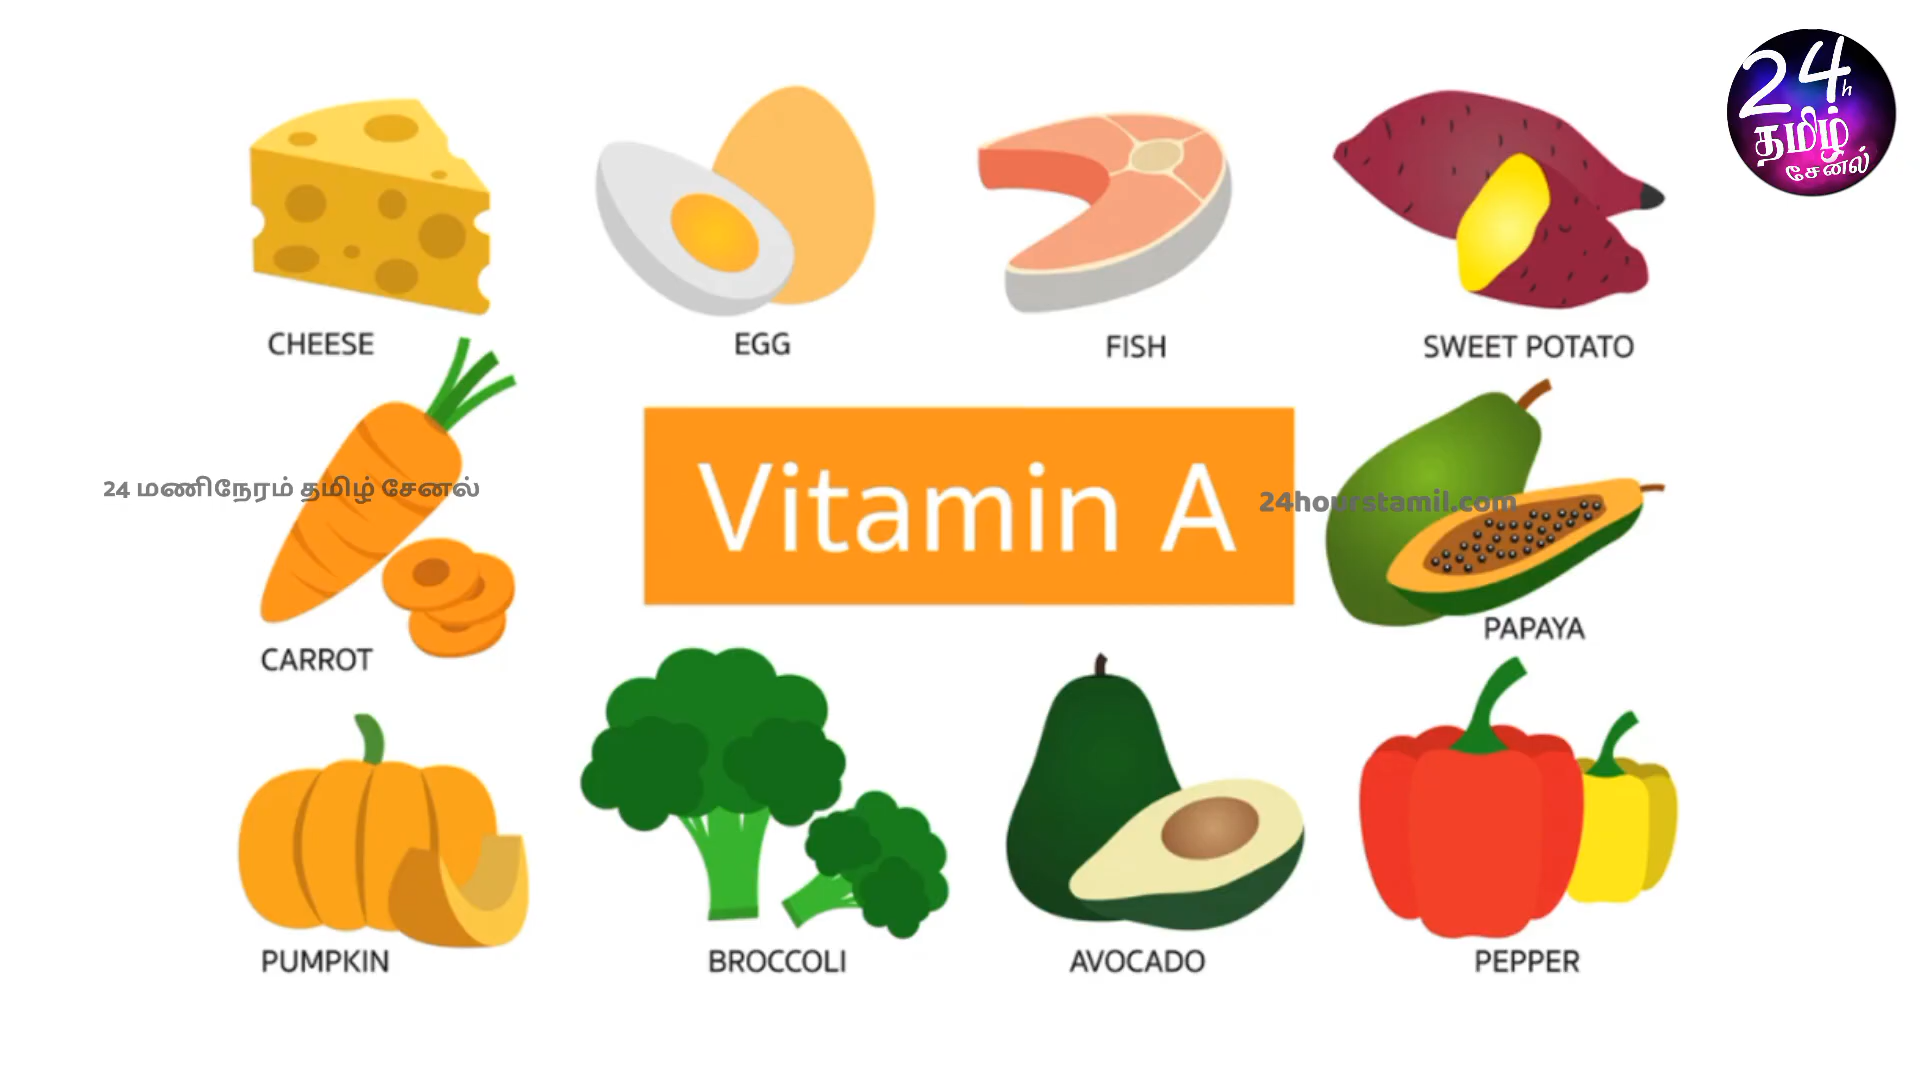 24h
தமிழ்
சேனல்
CHEESE
EGG
FISH
SWEET POTATO
24 மணிநேரம் தமிழ் சேனல்
Vitamin A
24hourstamil.com
CARROT
PAPAYA
PUMPKIN
BROCCOLI
AVOCADO
PEPPER